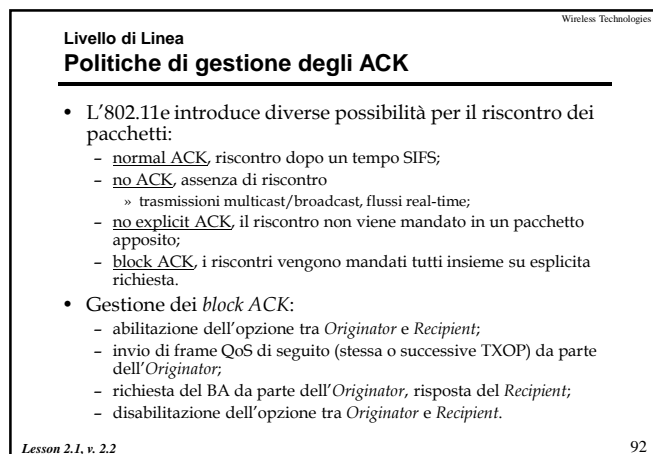 Wireless Technologies
Livello di Linea
Politiche di gestione degli ACK
• L'802.11e introduce diverse possibilità per il riscontro dei
pacchetti:
– normal ACK, riscontro dopo un tempo SIFS;
– no ACK, assenza di riscontro
» trasmissioni multicast/broadcast, flussi real-time;
– no explicit ACK, il riscontro non viene mandato in un pacchetto
apposito;
– block ACK, i riscontri vengono mandati tutti insieme su esplicita
richiesta.
• Gestione dei block ACK:
– abilitazione dell'opzione tra Originator e Recipient;
– invio di frame QoS di seguito (stessa o successive TXOP) da parte
dell'Originator;
– richiesta del BA da parte dell'Originator, risposta del Recipient;
– disabilitazione dell'opzione tra Originator e Recipient.
Lesson 2.1, v. 2.2
92